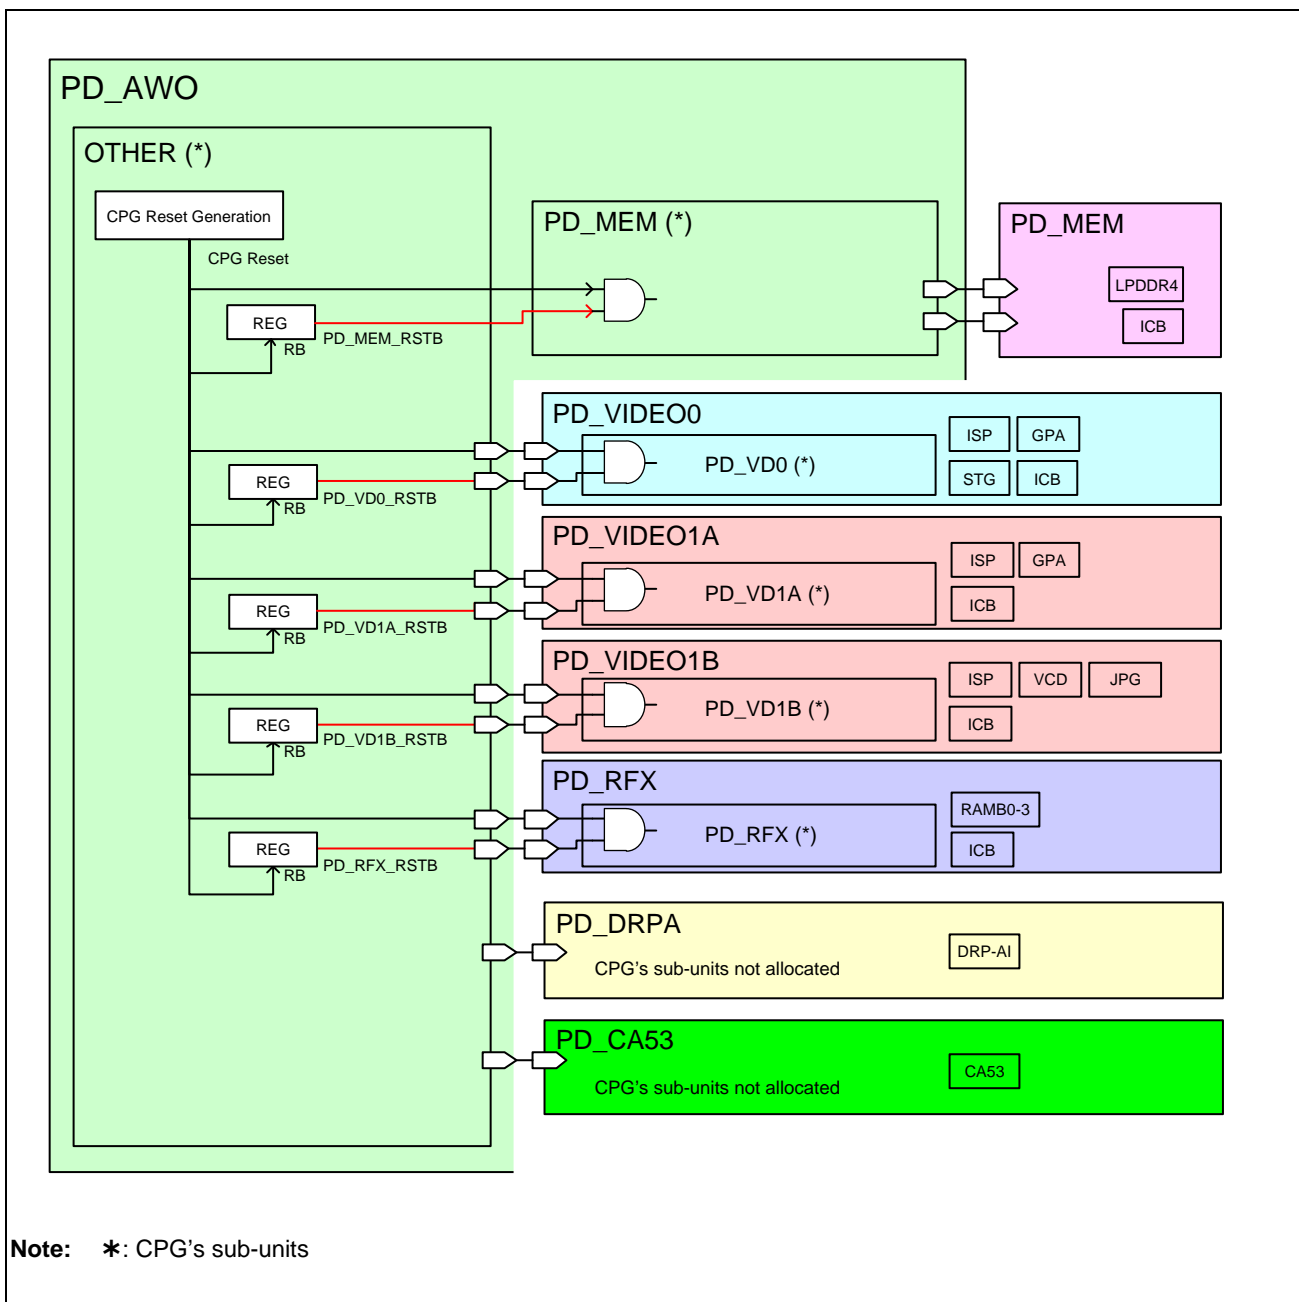 PD_AWO
OTHER (*)
CPG Reset Generation
CPG Reset
REG
RB
PD_MEM_RSTB
PD_MEM (*)
PD_MEM
LPDDR4
ICB
REG
RB
PD_VD0_RSTB
PD_VIDEO0
PD_VD0 (*)
ISP
GPA
STG
ICB
REG
RB
PD_VD1A_RSTB
PD_VIDEO1A
PD_VD1A (*)
ISP
GPA
ICB
REG
RB
PD_VD1B_RSTB
PD_VIDEO1B
PD_VD1B (*)
ISP
VCD
JPG
ICB
REG
RB
PD_RFX_RSTB
PD_RFX
PD_RFX (*)
RAMB0-3
ICB
PD_DRPA
CPG's sub-units not allocated
DRP-AI
PD_CA53
CPG's sub-units not allocated
CA53
Note: *: CPG's sub-units